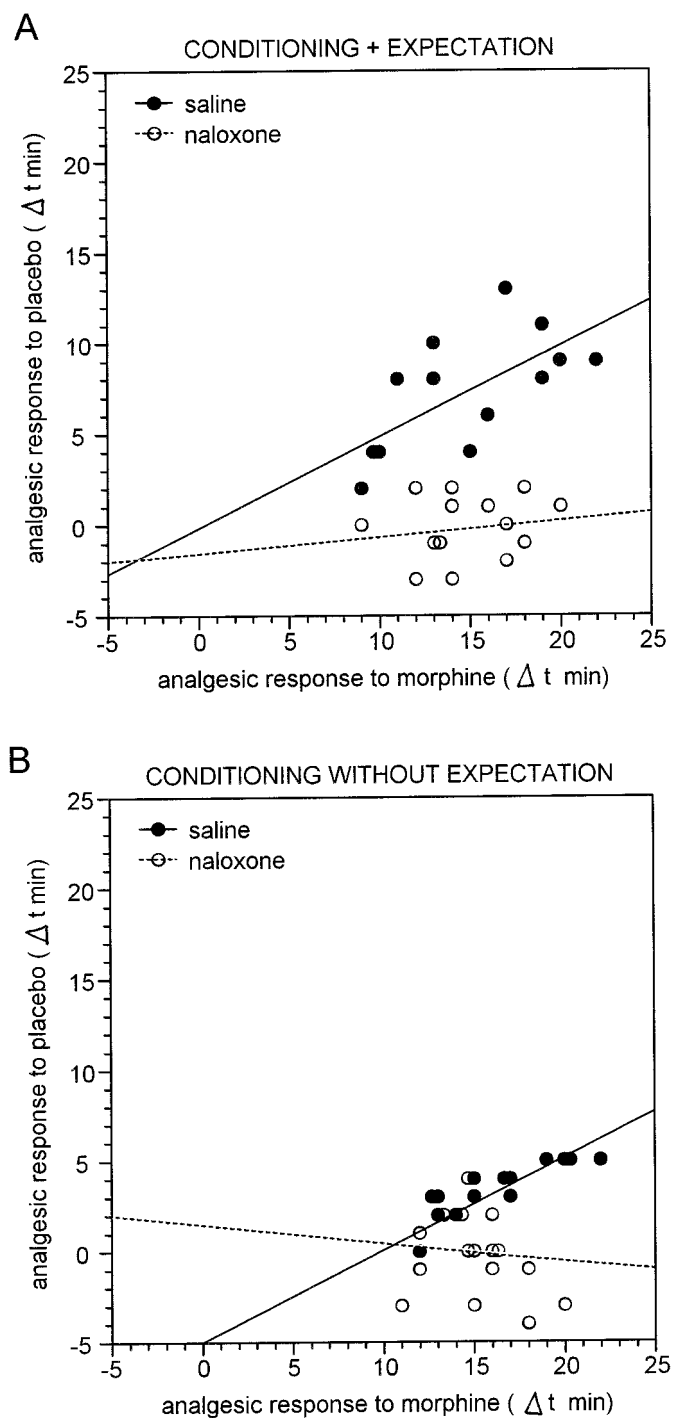 A
CONDITIONING + EXPECTATION
25
20
15
10
5
0
-5
analgesic response to placebo ( Δ t min)
saline
naloxone
-5 0 5 10 15 20 25
analgesic response to morphine ( Δ t min)
B
CONDITIONING WITHOUT EXPECTATION
25
20
15
10
5
0
-5
analgesic response to placebo ( Δ t min)
saline
naloxone
-5 0 5 10 15 20 25
analgesic response to morphine ( Δ t min)